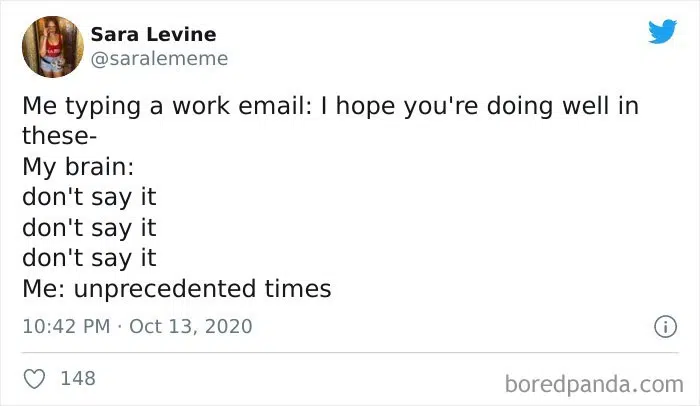 Sara Levine
@saralememe
Me typing a work email: I hope you're doing well in
these-
My brain:
don't say it
don't say it
don't say it
Me: unprecedented times
10:42 PM · Oct 13, 2020
148
boredpanda.com